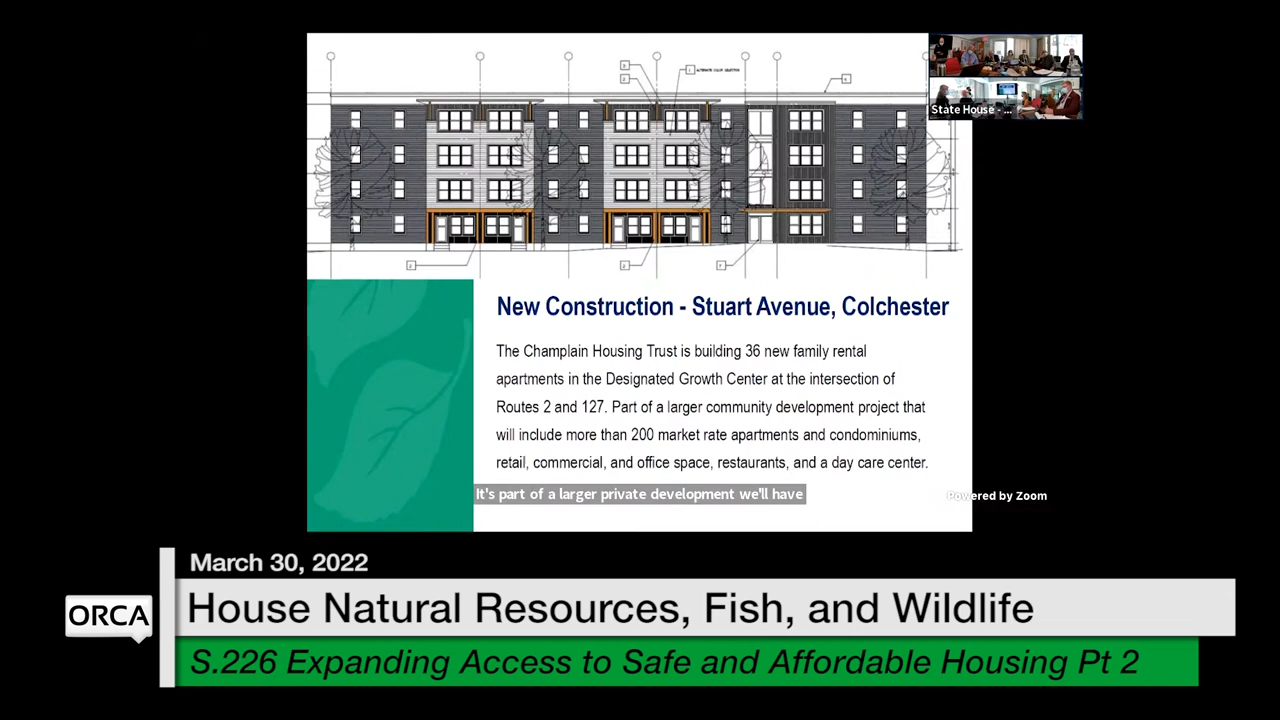 State House - ...
New Construction - Stuart Avenue, Colchester
The Champlain Housing Trust is building 36 new family rental
apartments in the Designated Growth Center at the intersection of
Routes 2 and 127. Part of a larger community development project that
will include more than 200 market rate apartments and condominiums,
retail, commercial, and office space, restaurants, and a day care center.
It's part of a larger private development we'll have
Powered by Zoom
March 30, 2022
ORCA
House Natural Resources, Fish, and Wildlife
S.226 Expanding Access to Safe and Affordable Housing Pt 2